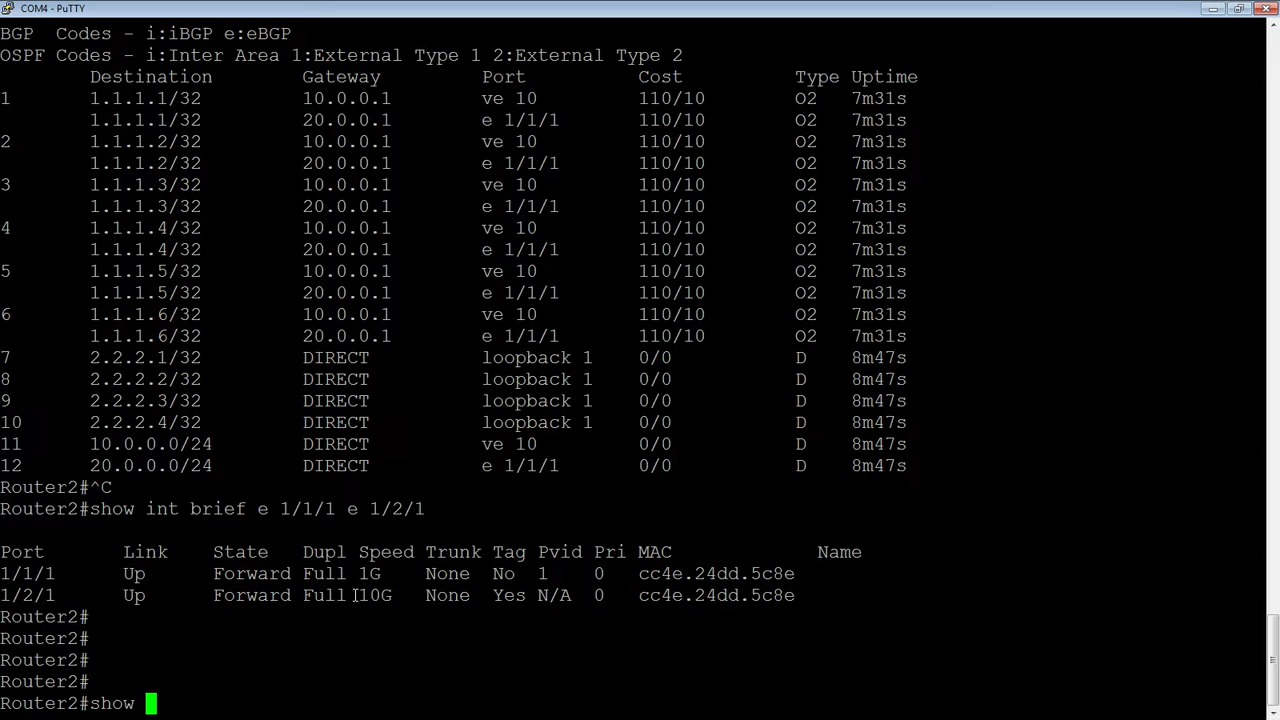 COM4 - PuTTY
BGP  Codes - i:iBGP e:eBGP
OSPF Codes - i:Inter Area 1:External Type 1 2:External Type 2
        Destination        Gateway         Port          Cost          Type Uptime
1       1.1.1.1/32         10.0.0.1        ve 10         110/10        O2   7m31s
        1.1.1.1/32         20.0.0.1        e 1/1/1       110/10        O2   7m31s
2       1.1.1.2/32         10.0.0.1        ve 10         110/10        O2   7m31s
        1.1.1.2/32         20.0.0.1        e 1/1/1       110/10        O2   7m31s
3       1.1.1.3/32         10.0.0.1        ve 10         110/10        O2   7m31s
        1.1.1.3/32         20.0.0.1        e 1/1/1       110/10        O2   7m31s
4       1.1.1.4/32         10.0.0.1        ve 10         110/10        O2   7m31s
        1.1.1.4/32         20.0.0.1        e 1/1/1       110/10        O2   7m31s
5       1.1.1.5/32         10.0.0.1        ve 10         110/10        O2   7m31s
        1.1.1.5/32         20.0.0.1        e 1/1/1       110/10        O2   7m31s
6       1.1.1.6/32         10.0.0.1        ve 10         110/10        O2   7m31s
        1.1.1.6/32         20.0.0.1        e 1/1/1       110/10        O2   7m31s
7       2.2.2.1/32         DIRECT          loopback 1    0/0           D    8m47s
8       2.2.2.2/32         DIRECT          loopback 1    0/0           D    8m47s
9       2.2.2.3/32         DIRECT          loopback 1    0/0           D    8m47s
10      2.2.2.4/32         DIRECT          loopback 1    0/0           D    8m47s
11      10.0.0.0/24        DIRECT          ve 10         0/0           D    8m47s
12      20.0.0.0/24        DIRECT          e 1/1/1       0/0           D    8m47s
Router2#^C
Router2#show int brief e 1/1/1 e 1/2/1
Port       Link    State   Dupl Speed Trunk Tag Pvid Pri MAC             Name
1/1/1      Up      Forward Full 1G    None  No  1    0   cc4e.24dd.5c8e
1/2/1      Up      Forward Full 10G   None  Yes N/A  0   cc4e.24dd.5c8e
Router2#
Router2#
Router2#
Router2#
Router2#show